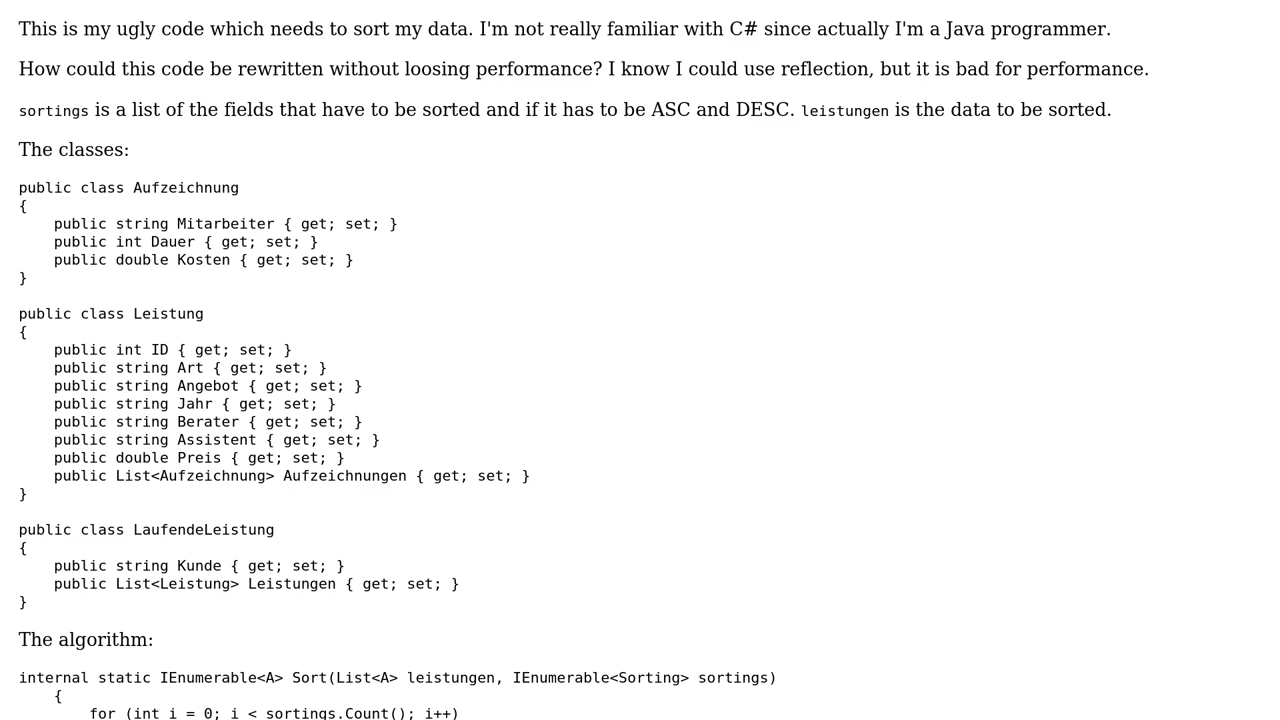 This is my ugly code which needs to sort my data. I'm not really familiar with C# since actually I'm a Java programmer.
How could this code be rewritten without loosing performance? I know I could use reflection, but it is bad for performance.
sortings is a list of the fields that have to be sorted and if it has to be ASC and DESC. leistungen is the data to be sorted.
The classes:
public class Aufzeichnung
{
    public string Mitarbeiter { get; set; }
    public int Dauer { get; set; }
    public double Kosten { get; set; }
}
public class Leistung
{
    public int ID { get; set; }
    public string Art { get; set; }
    public string Angebot { get; set; }
    public string Jahr { get; set; }
    public string Berater { get; set; }
    public string Assistent { get; set; }
    public double Preis { get; set; }
    public List<Aufzeichnung> Aufzeichnungen { get; set; }
}
public class LaufendeLeistung
{
    public string Kunde { get; set; }
    public List<Leistung> Leistungen { get; set; }
}
The algorithm:
internal static IEnumerable<A> Sort(List<A> leistungen, IEnumerable<Sorting> sortings)
    {
        for (int i = 0; i < sortings.Count(); i++)